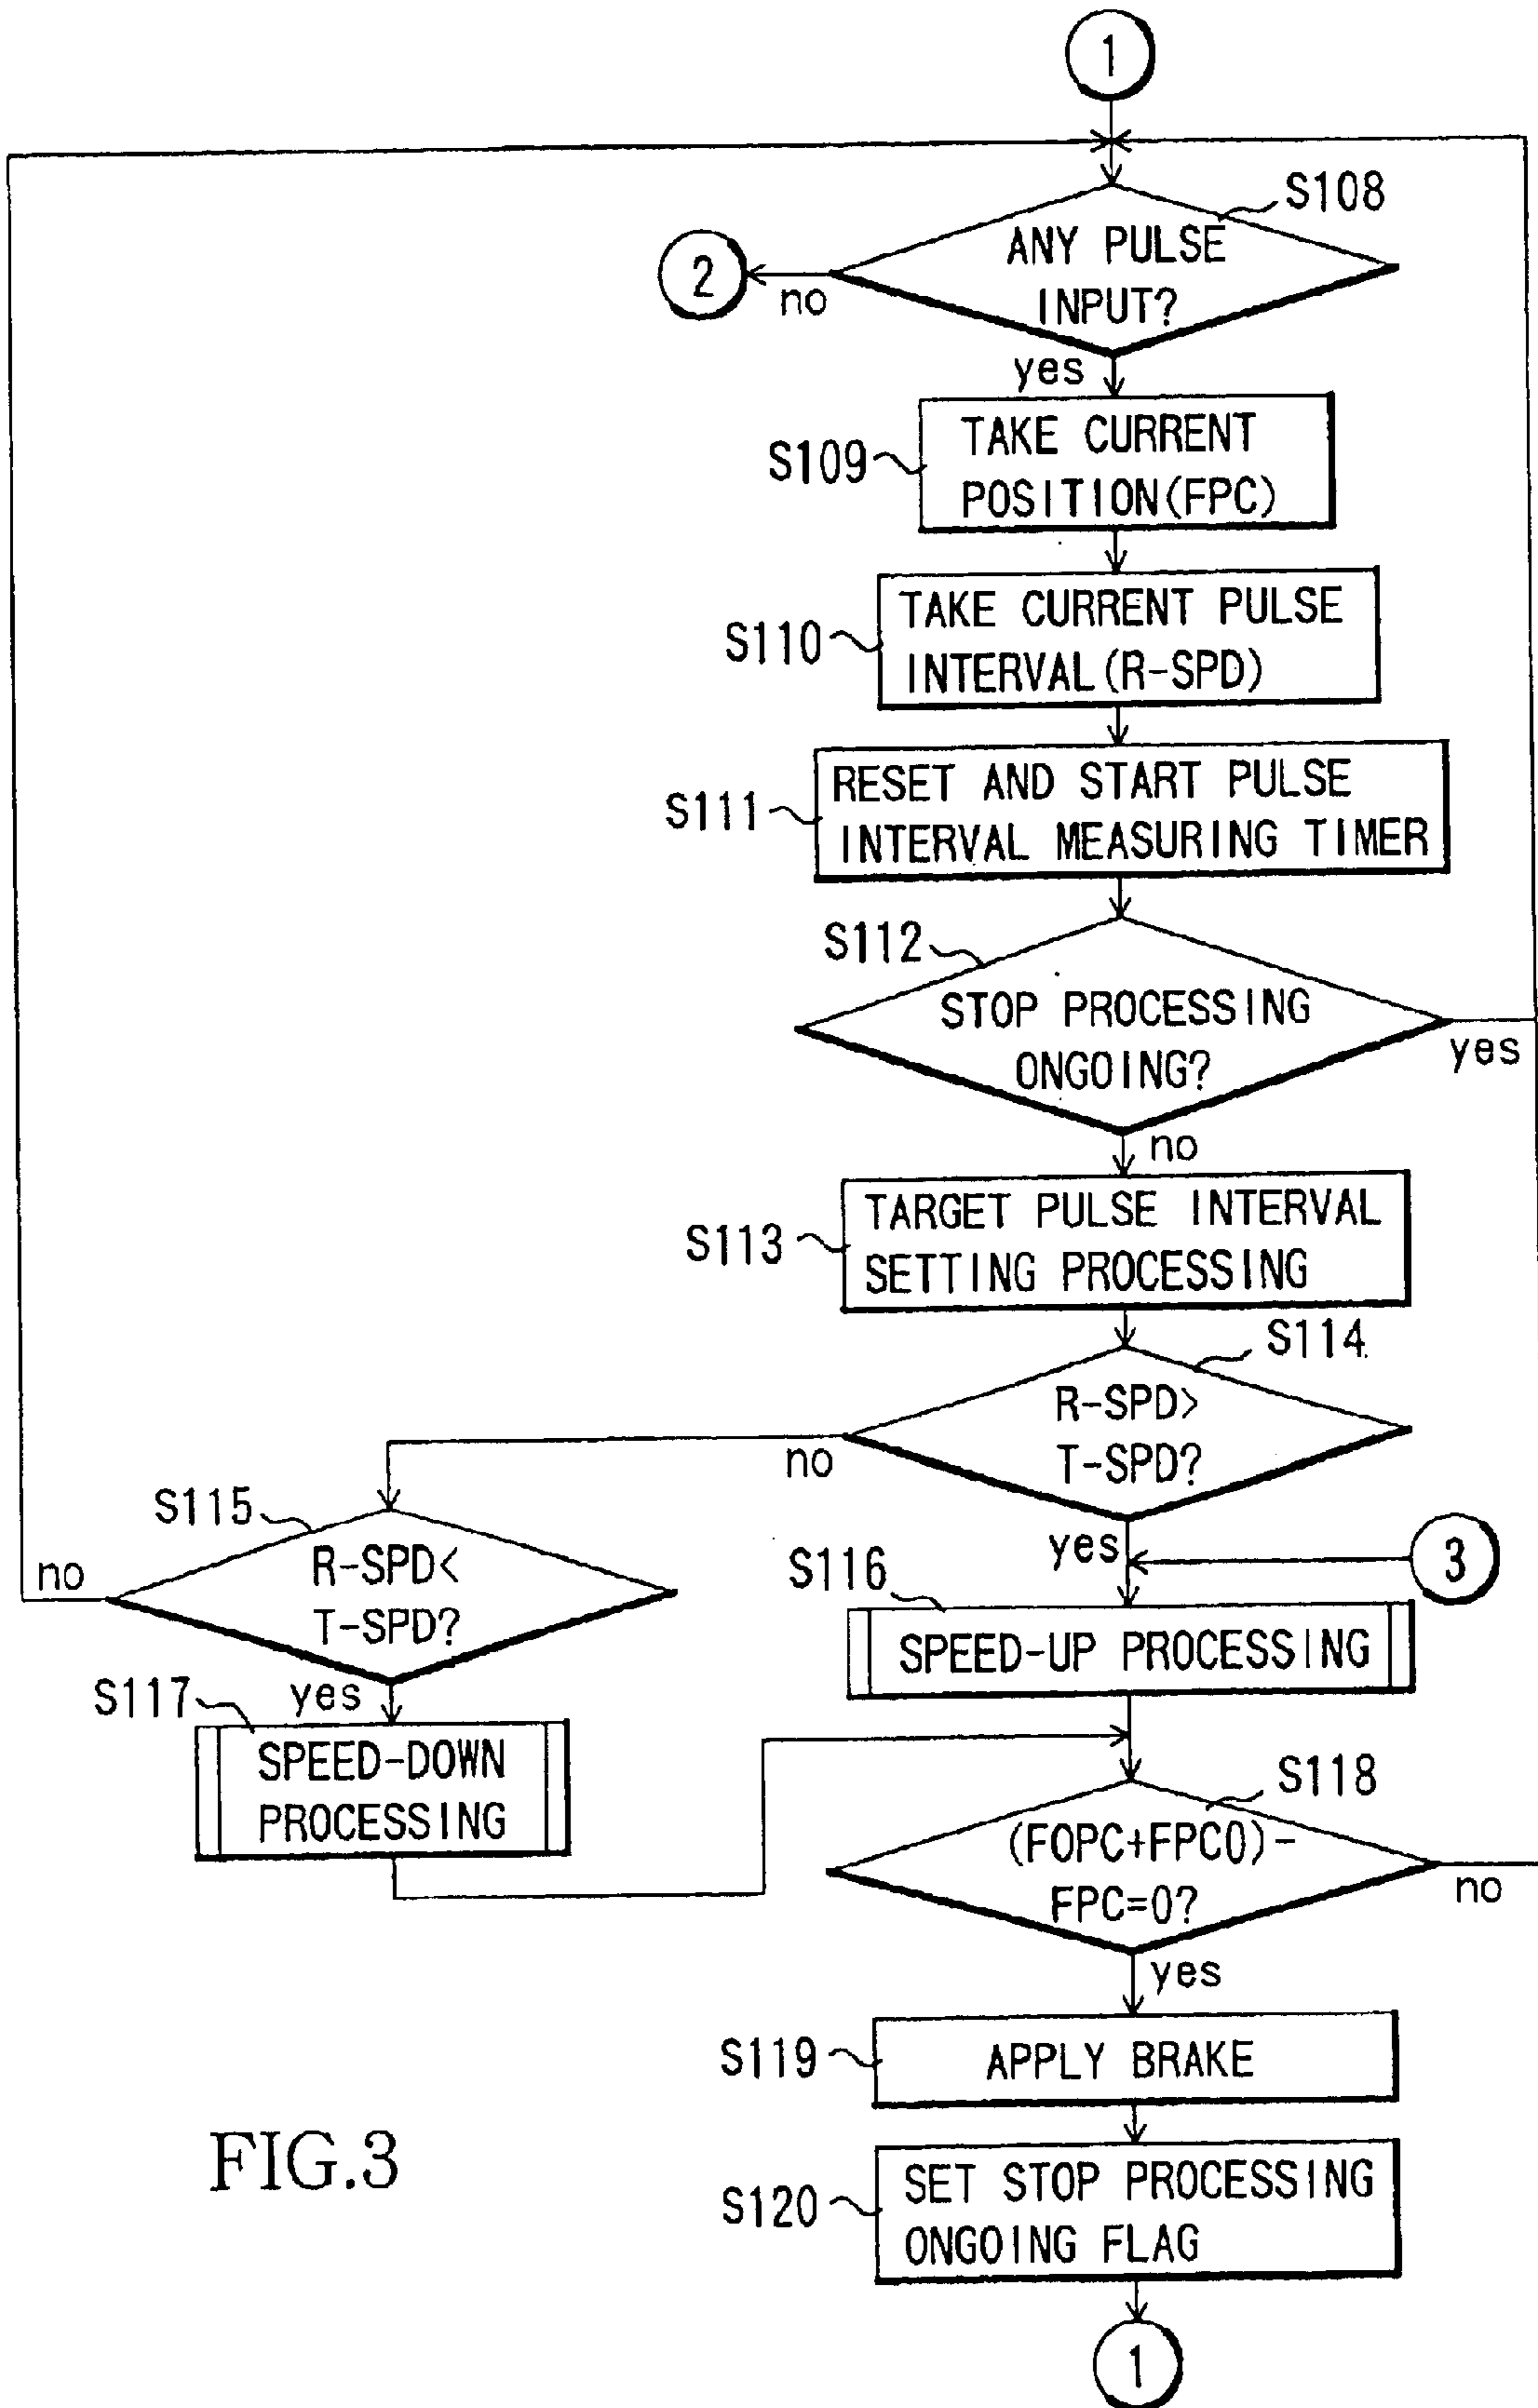 1
S108
ANY PULSE
INPUT?
2
no
yes
S109
TAKE CURRENT
POSITION(FPC)
S110
TAKE CURRENT PULSE
INTERVAL(R-SPD)
S111
RESET AND START PULSE
INTERVAL MEASURING TIMER
S112
STOP PROCESSING
ONGOING?
yes
no
S113
TARGET PULSE INTERVAL
SETTING PROCESSING
S114
R-SPD>
T-SPD?
no
yes
S115
R-SPD<
T-SPD?
no
yes
3
S116
SPEED-UP PROCESSING
S117
SPEED-DOWN
PROCESSING
S118
(FOPC+FPC0)-
FPC=0?
no
yes
S119
APPLY BRAKE
S120
SET STOP PROCESSING
ONGOING FLAG
1
FIG.3